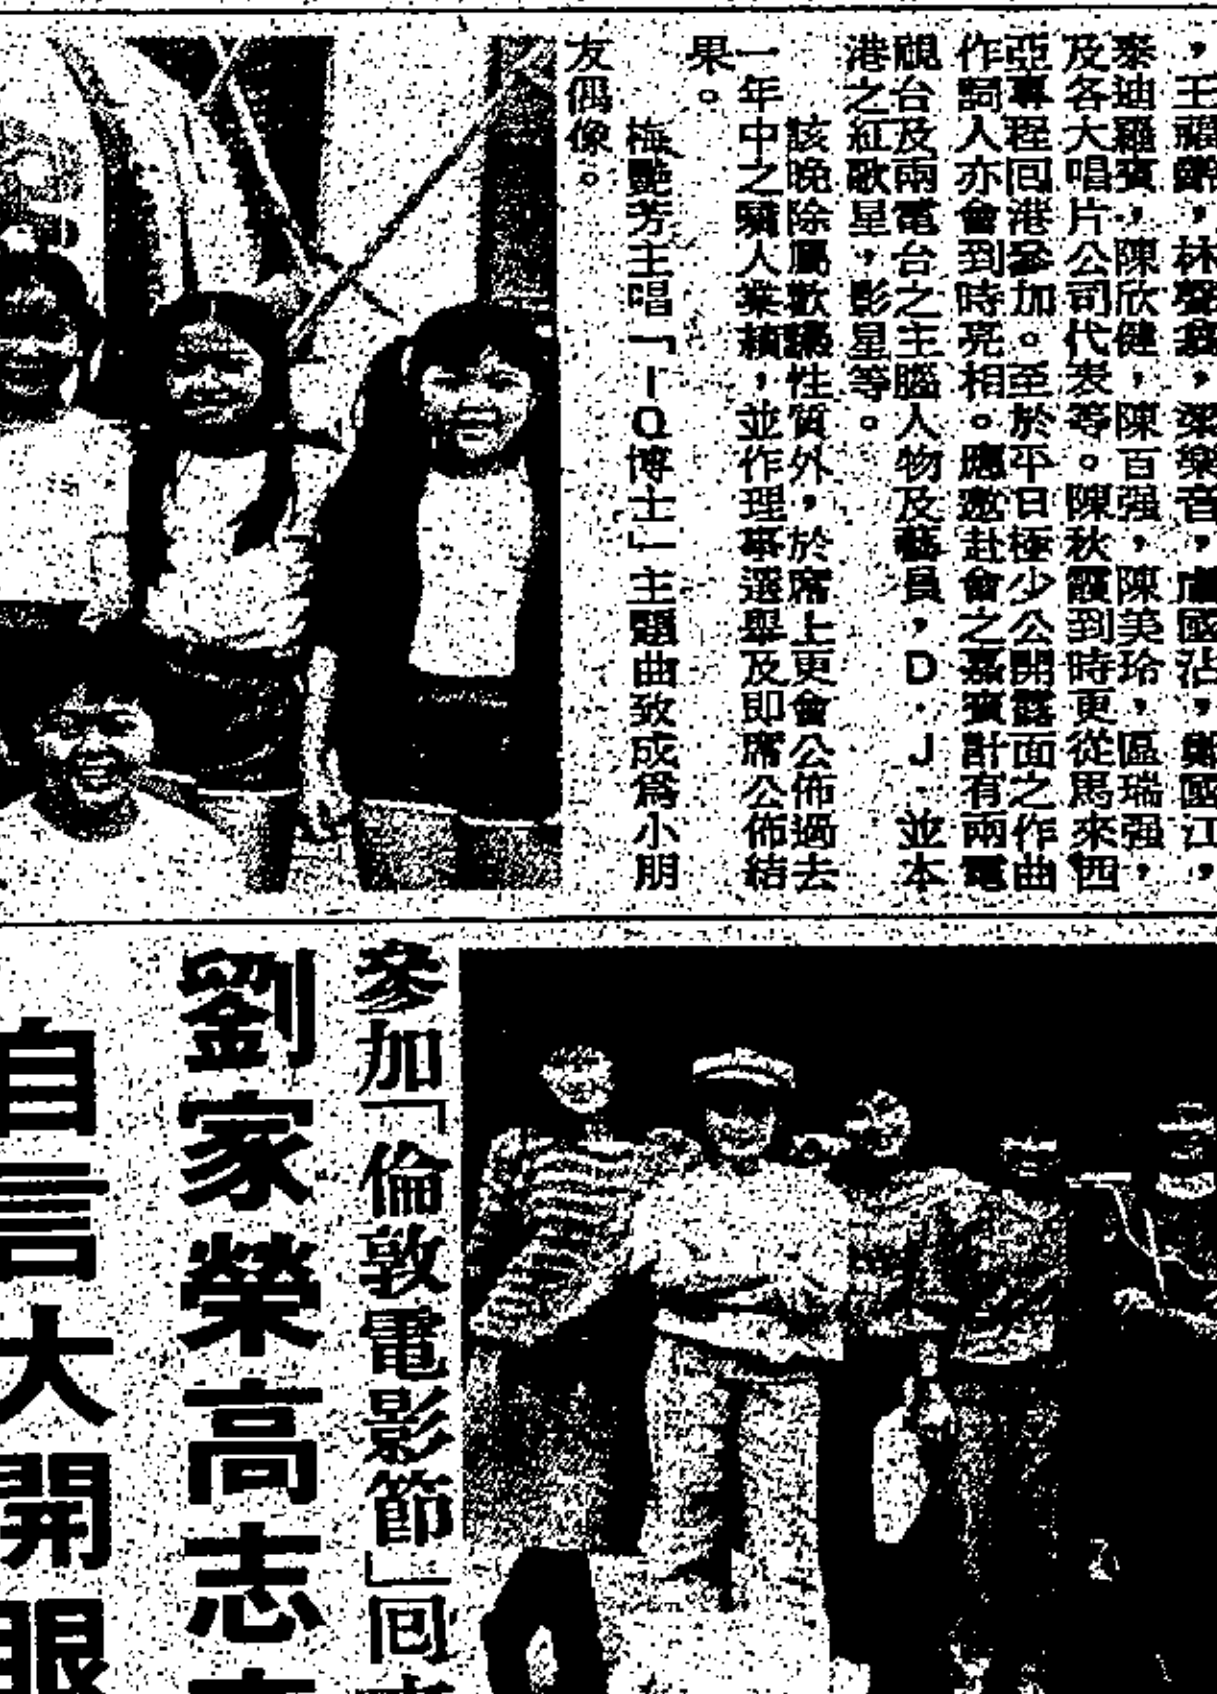 ，王福齡，林聲翕，梁樂音，盧國沾，鄭國江，
泰迪羅賓，陳欣健，陳百强，陳美玲，區瑞强，
及各大唱片公司代表等。陳秋霞到時更從馬來西
亞專程囘港參加。至於平日極少公開露面之作曲
作詞人亦會到時亮相。應邀赴會之嘉賓計有兩電
視台及兩電台之主腦人物及藝員，D．J．並本
港之紅歌星，影星等。
該晚除屬歡讌性質外，於席上更會公佈過去
一年中之驕人業績，並作理事選舉及即席公佈結
果。
梅艷芳主唱「ＩＱ博士」主題曲致成爲小朋
友偶像。
參加「倫敦電影節」囘
劉家榮高志
自言大開眼